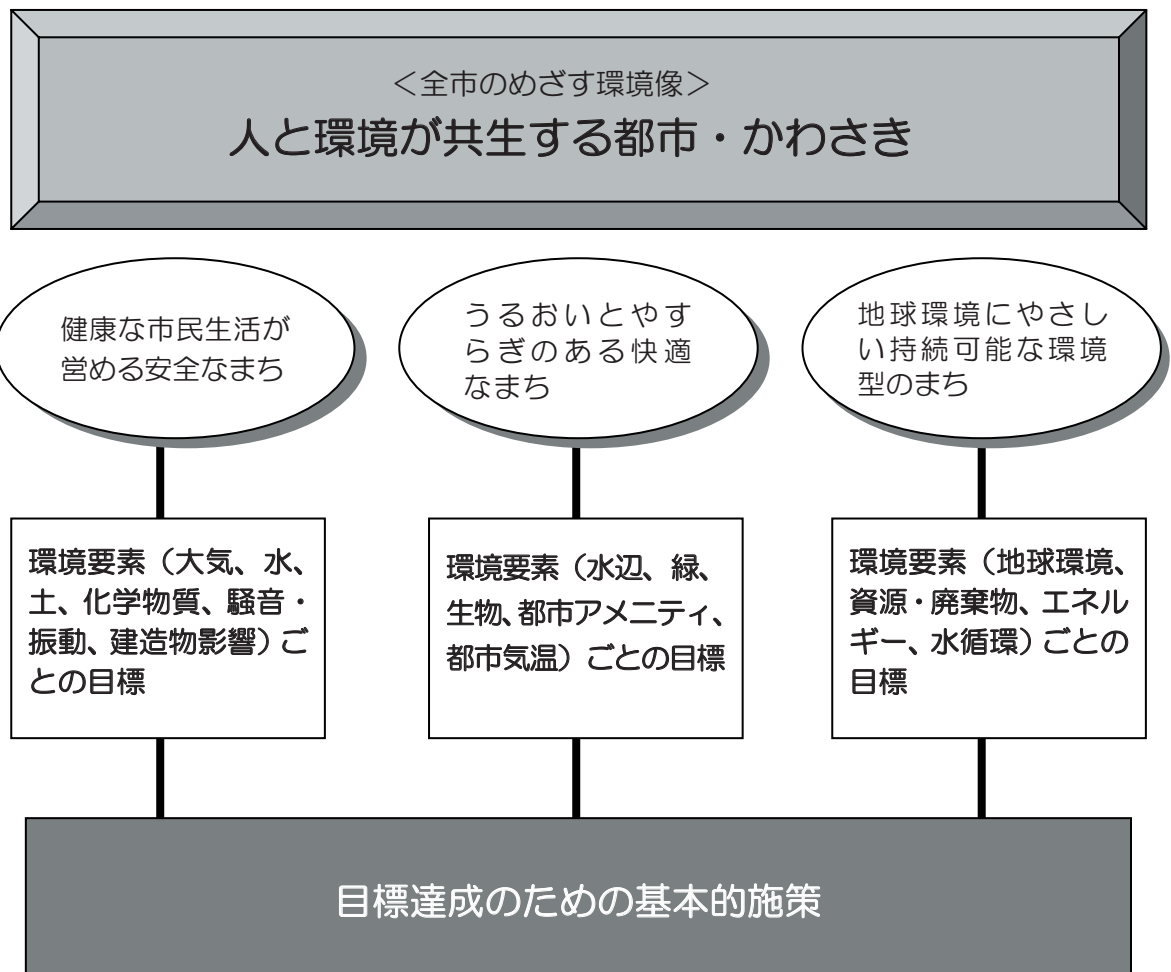 ＜全市のめざす環境像＞
人と環境が共生する都市・かわさき
健康な市民生活が
営める安全なまち
うるおいとやす
らぎのある快適
なまち
地球環境にやさし
い持続可能な環境
型のまち
環境要素（大気、水、
土、化学物質、騒音・
振動、建造物影響）ご
との目標
環境要素（水辺、緑、
生物、都市アメニティ、
都市気温）ごとの目標
環境要素（地球環境、
資源・廃棄物、エネル
ギー、水循環）ごとの
目標
目標達成のための基本的施策